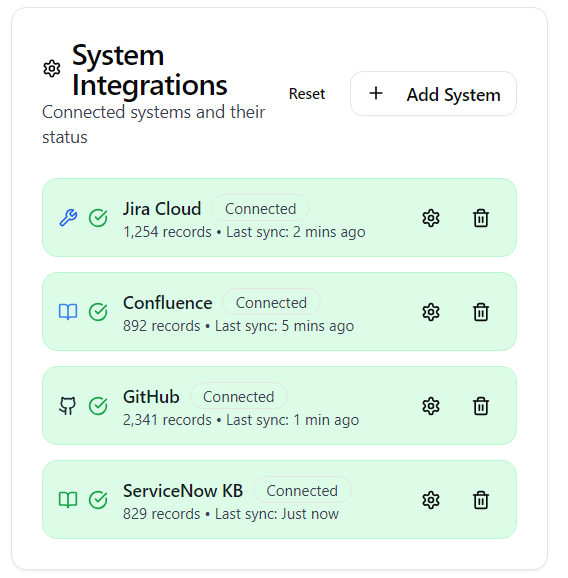 System
Integrations
Connected systems and their
status
Reset
Add System
Jira Cloud Connected
1,254 records • Last sync: 2 mins ago
Confluence Connected
892 records • Last sync: 5 mins ago
GitHub Connected
2,341 records • Last sync: 1 min ago
ServiceNow KB Connected
829 records • Last sync: Just now